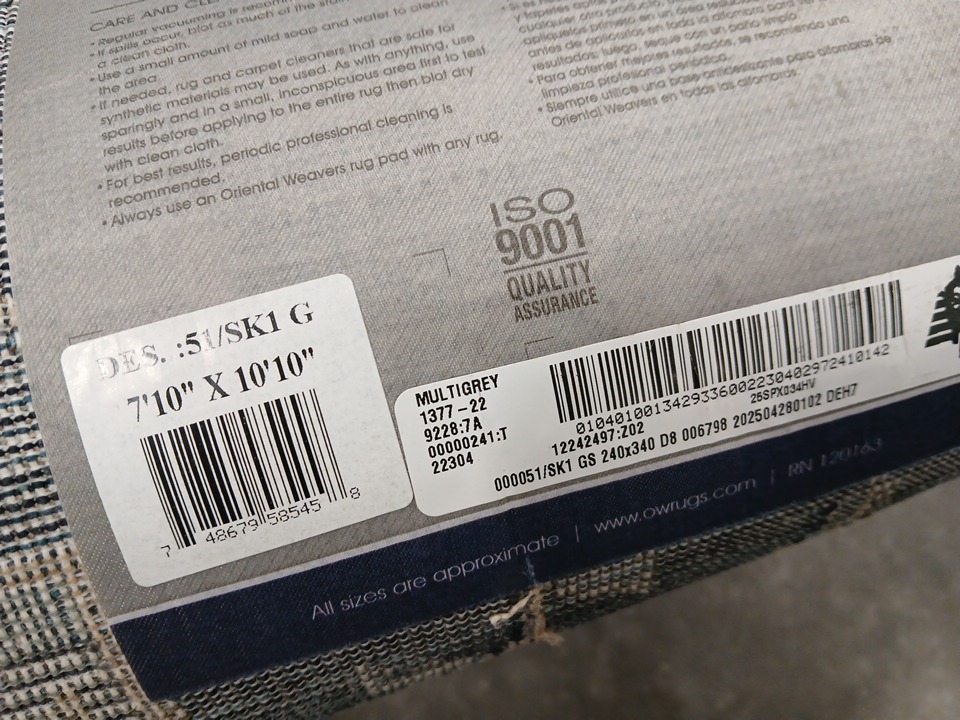 CARE AND
• Regular vacuuming is
• If spills occur, blot as much of the
a clean cloth.
• Use a small amount of mild soap and water to clean
the area.
• If needed, rug and carpet cleaners that are safe for
synthetic materials may be used. As with anything, use
sparingly and in a small, inconspicuous area first to test
results before applying to the entire rug then blot dry
with clean cloth.
• For best results, periodic professional cleaning is
recommended.
• Always use an Oriental Weavers rug pad with any rug.
antes de aplicarlos a toda la alfombra para ver
resultados; luego, seque con un paño limpio.
• Para obtener mejores resultados, se recomienda una
limpieza profesional periódica.
• Siempre utilice una base antideslizante para alfombras de
Oriental Weavers en todas las alfombras.
ISO
9001
QUALITY
ASSURANCE
DES. :51/SK1 G
7'10" X 10'10"
7 48679 58545 8
MULTIGREY
1377-22
9228:7A
00000241:T
22304
01040100134293360022304029724101 42
25SPX034HV
12242497:Z02
000051/SK1 GS 240x340 D8 006798 202504280102 DEH7
All sizes are approximate | www.owrugs.com | RN 120163